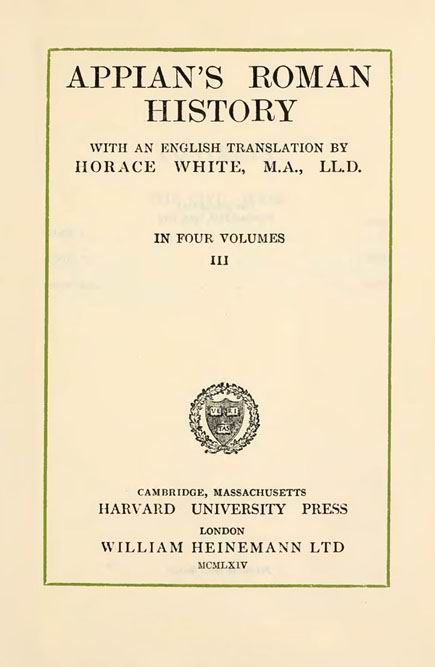 APPIAN'S ROMAN
HISTORY
WITH AN ENGLISH TRANSLATION BY
HORACE WHITE, M.A., LL.D.
IN FOUR VOLUMES
III
VE RI
TAS
CAMBRIDGE, MASSACHUSETTS
HARVARD UNIVERSITY PRESS
LONDON
WILLIAM HEINEMANN LTD
MCMLXIV